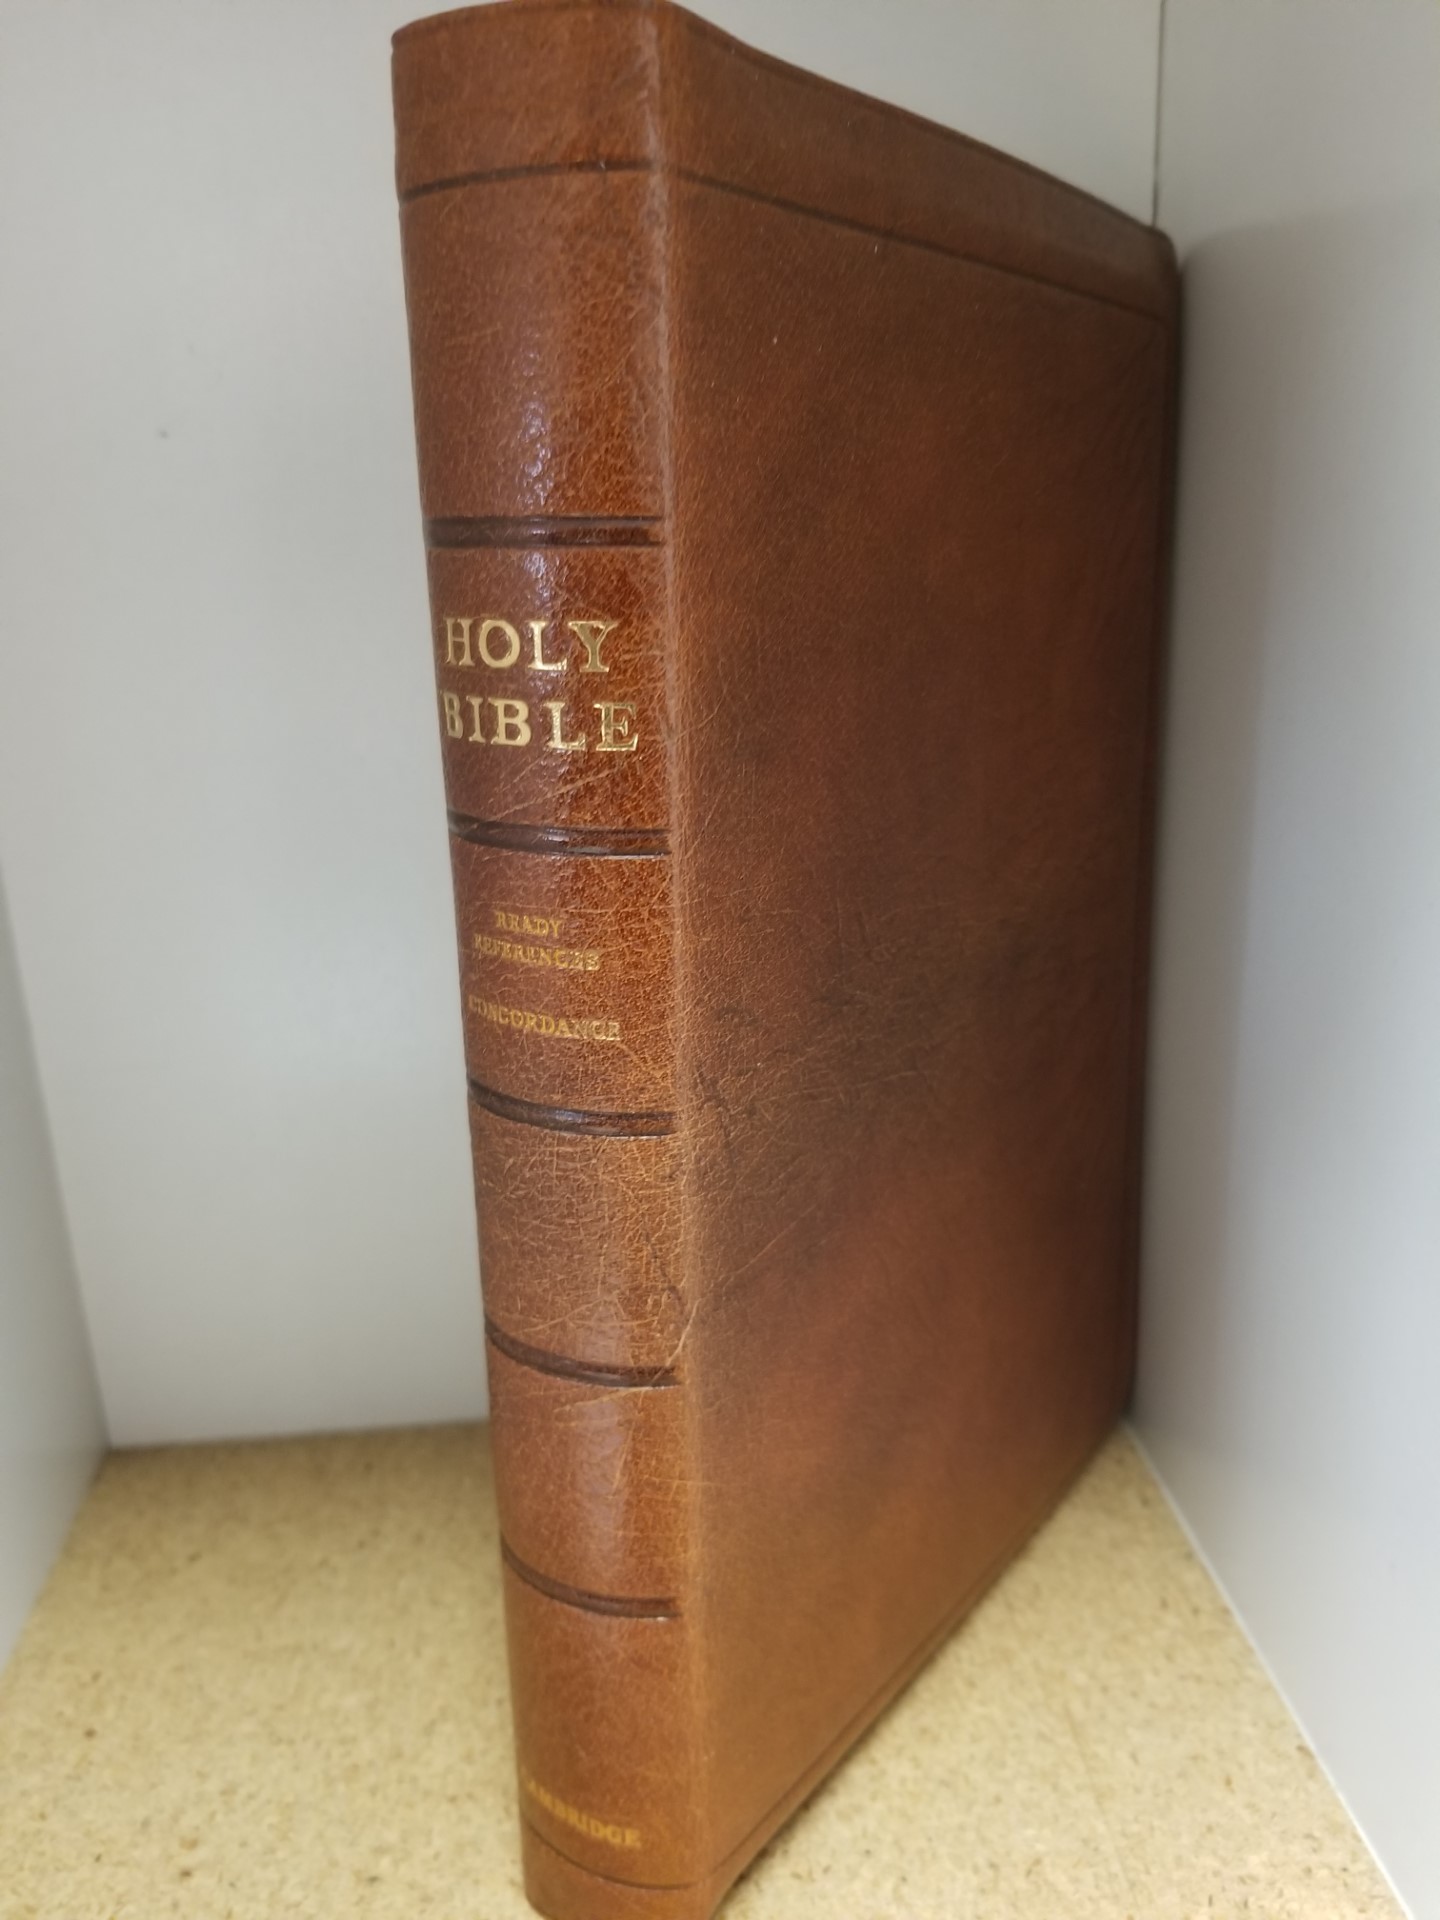 HOLY
BIBLE
READY
REFERENCES
CONCORDANCE
CAMBRIDGE